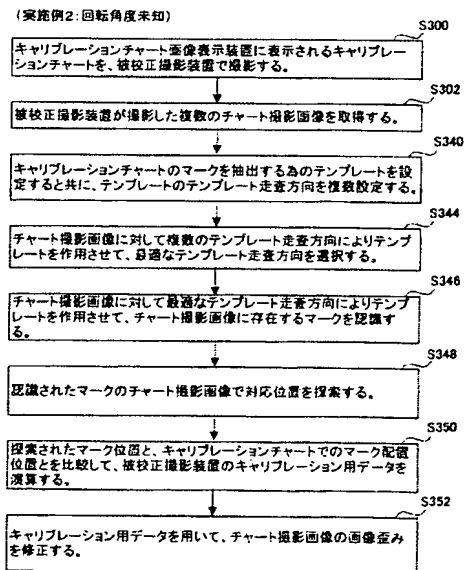 (実施例2:回転角度未知)
S300
キャリブレーションチャート画像表示装置に表示されるキャリブレー
ションチャートを、被校正撮影装置で撮影する。
S302
被校正撮影装置が撮影した複数のチャート撮影画像を取得する。
S340
キャリブレーションチャートのマークを抽出する為のテンプレートを設
定すると共に、テンプレートのテンプレート走査方向を複数設定する。
S344
チャート撮影画像に対して複数のテンプレート走査方向によりテンプ
レートを作用させて、最適なテンプレート走査方向を選択する。
S346
チャート撮影画像に対して最適なテンプレート走査方向によりテンプ
レートを作用させて、チャート撮影画像に存在するマークを認識す
る。
S348
認識されたマークのチャート撮影画像で対応位置を探索する。
S350
探索されたマーク位置と、キャリブレーションチャートでのマーク配置
位置とを比較して、被校正撮影装置のキャリブレーション用データを
演算する。
S352
キャリブレーション用データを用いて、チャート撮影画像の画像歪み
を修正する。